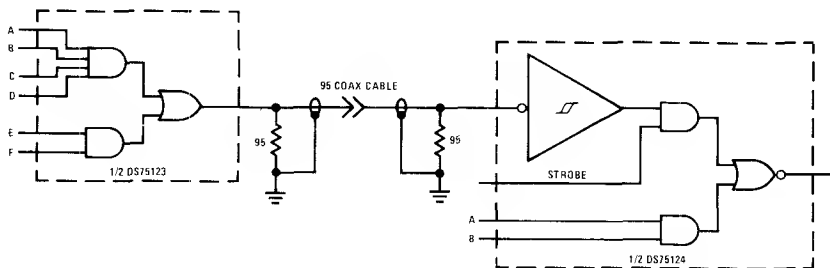 A
B
C
D
E
F
1/2 DS75123
95
95 COAX CABLE
95
STROBE
A
B
1/2 DS75124